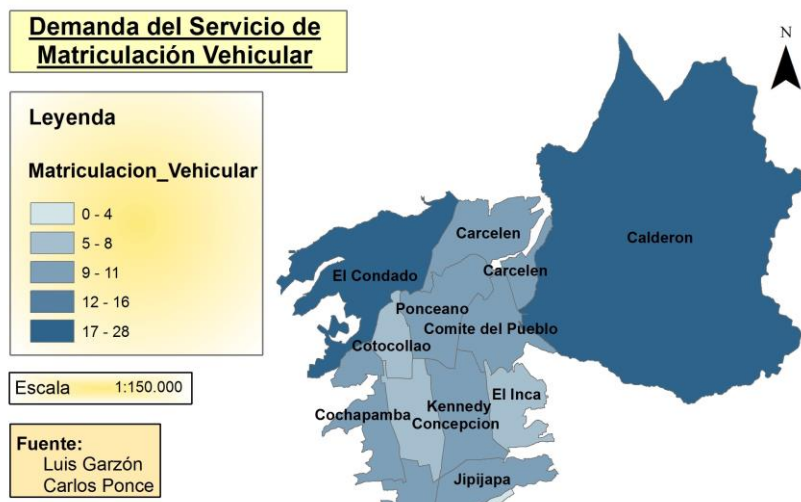 Demanda del Servicio de
Matriculación Vehicular
Leyenda
Matriculacion_Vehicular
0 - 4
5 - 8
9 - 11
12 - 16
17 - 28
Escala 1:150.000
Fuente:
Luis Garzón
Carlos Ponce
N
Carcelen
Calderon
El Condado
Carcelen
Ponceano
Comite del Pueblo
Cotocollao
El Inca
Cochapamba
Kennedy
Concepcion
Jipijapa